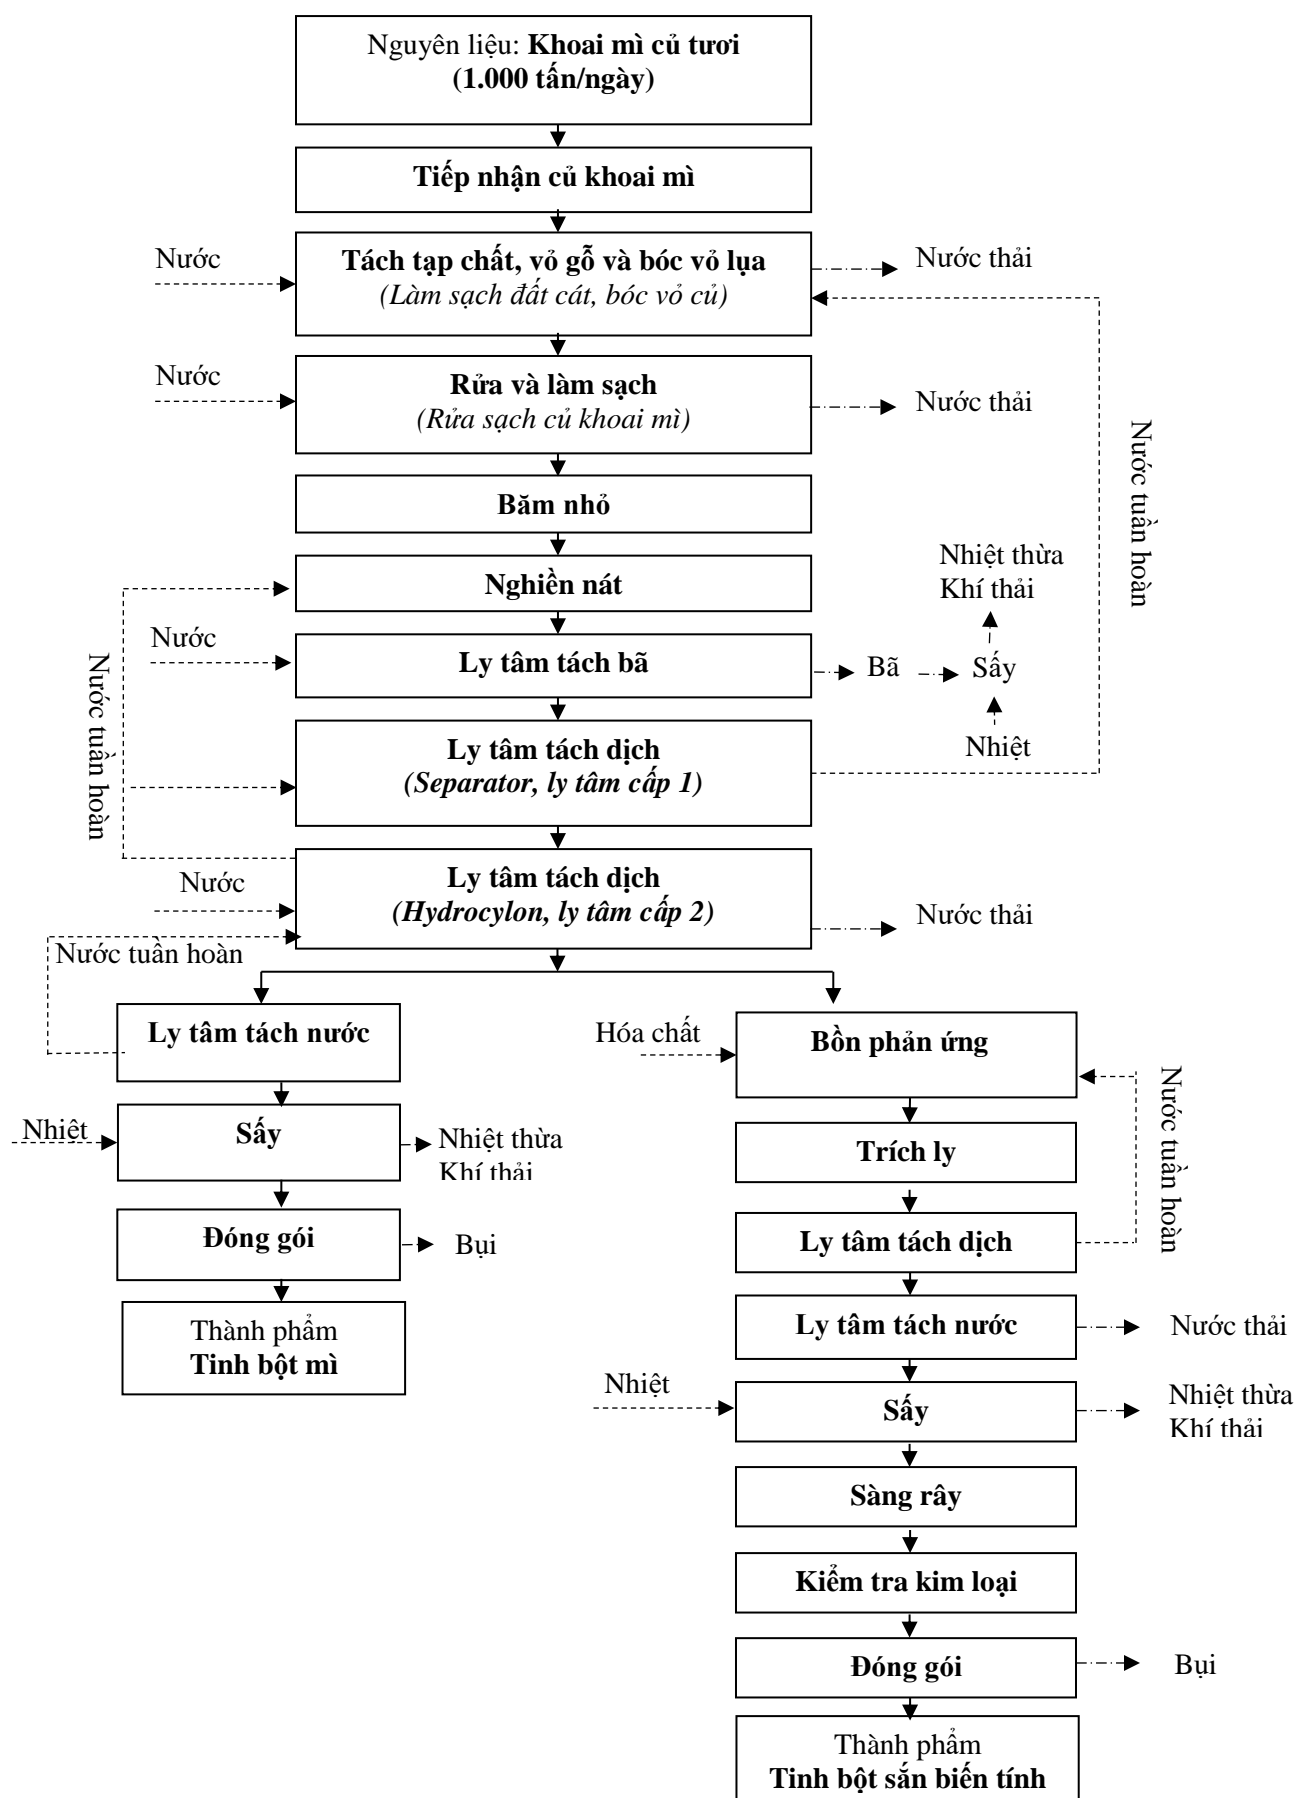 Nguyên liệu: Khoai mì củ tươi
(1.000 tấn/ngày)
Tiếp nhận củ khoai mì
Nước
Tách tạp chất, vỏ gỗ và bóc vỏ lụa
(Làm sạch đất cát, bóc vỏ củ)
Nước thải
Nước
Rửa và làm sạch
(Rửa sạch củ khoai mì)
Nước thải
Nước tuần hoàn
Băm nhỏ
Nghiền nát
Nhiệt thừa
Khí thải
Nước
Ly tâm tách bã
Bã
Sấy
Nhiệt
Nước tuần hoàn
Ly tâm tách dịch
(Separator, ly tâm cấp 1)
Nước
Ly tâm tách dịch
(Hydrocylon, ly tâm cấp 2)
Nước thải
Nước tuần hoàn
Ly tâm tách nước
Hóa chất
Bồn phản ứng
Nước tuần hoàn
Nhiệt
Sấy
Nhiệt thừa
Khí thải
Trích ly
Đóng gói
Bụi
Ly tâm tách dịch
Thành phẩm
Tinh bột mì
Ly tâm tách nước
Nước thải
Nhiệt
Sấy
Nhiệt thừa
Khí thải
Sàng rây
Kiểm tra kim loại
Đóng gói
Bụi
Thành phẩm
Tinh bột sắn biến tính